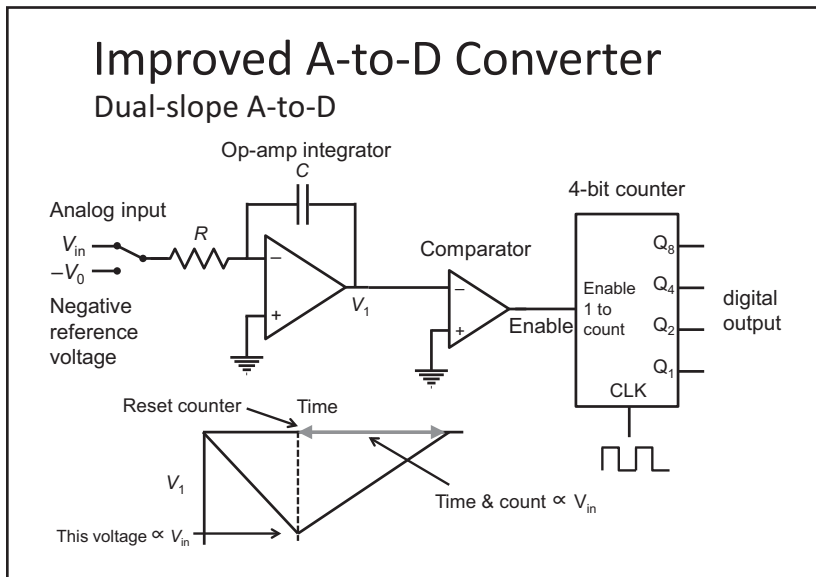 Improved A-to-D Converter
Dual-slope A-to-D
Op-amp integrator
C
4-bit counter
Analog input
R
Comparator
V_in
–V_0
Negative
reference
voltage
−
+
V_1
−
+
Enable
Enable
1 to
count
Q_8
Q_4
Q_2
Q_1
CLK
digital
output
Reset counter
Time
V_1
Time & count ∝ V_in
This voltage ∝ V_in